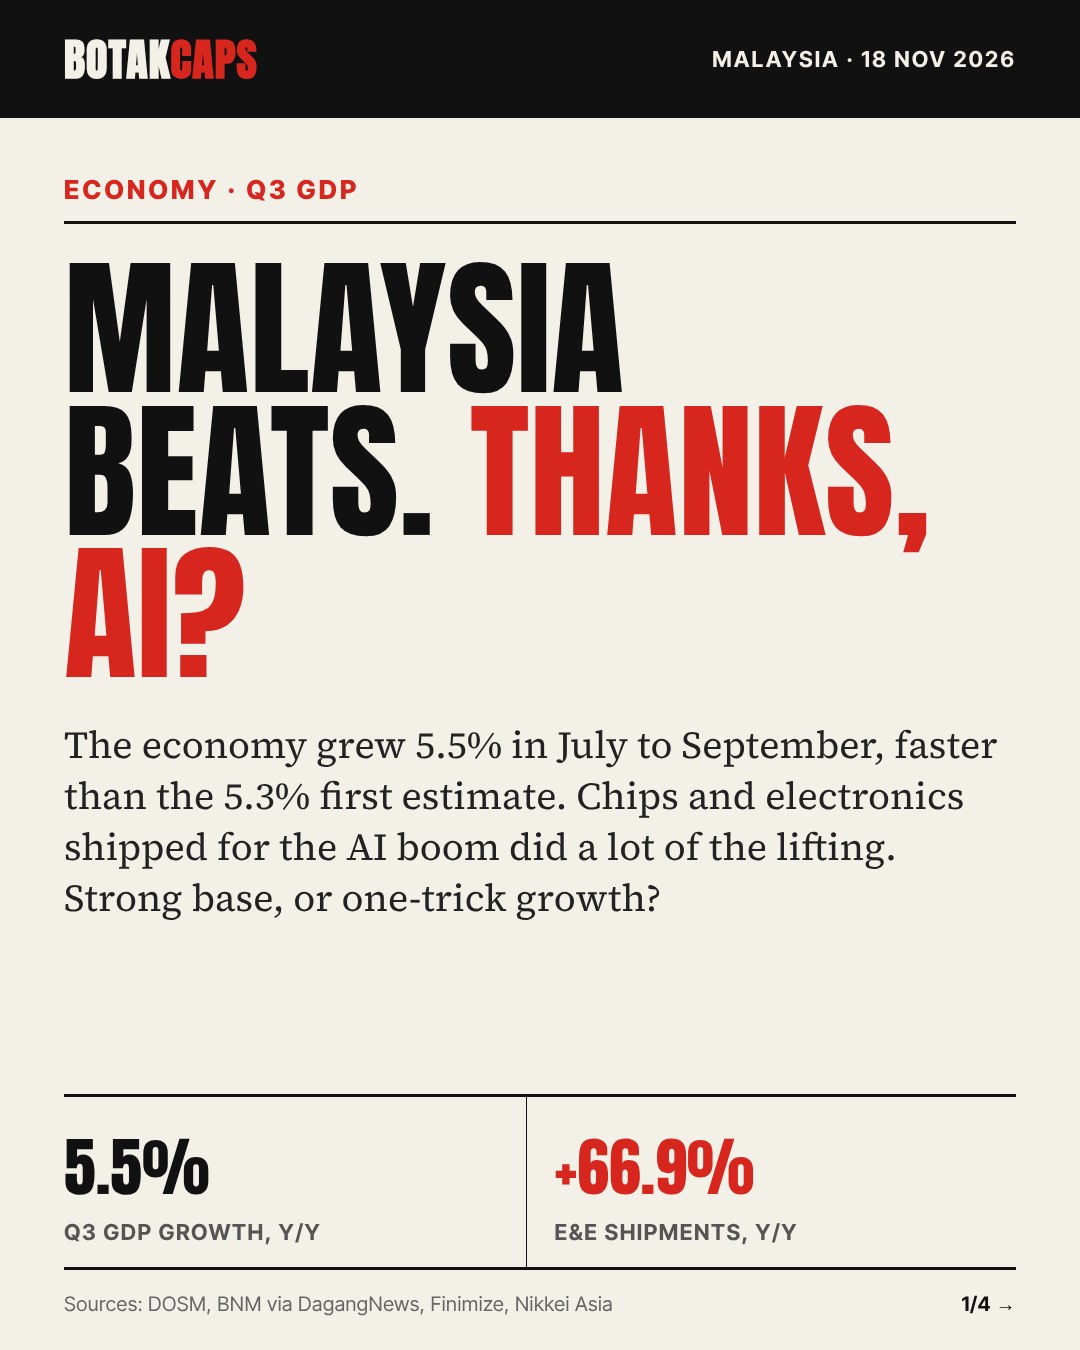 BOTAKCAPS
MALAYSIA · 18 NOV 2026
ECONOMY · Q3 GDP
MALAYSIA
BEATS. THANKS,
AI?
The economy grew 5.5% in July to September, faster
than the 5.3% first estimate. Chips and electronics
shipped for the AI boom did a lot of the lifting.
Strong base, or one-trick growth?
5.5%
Q3 GDP GROWTH, Y/Y
+66.9%
E&E SHIPMENTS, Y/Y
Sources: DOSM, BNM via DagangNews, Finimize, Nikkei Asia
1/4 →